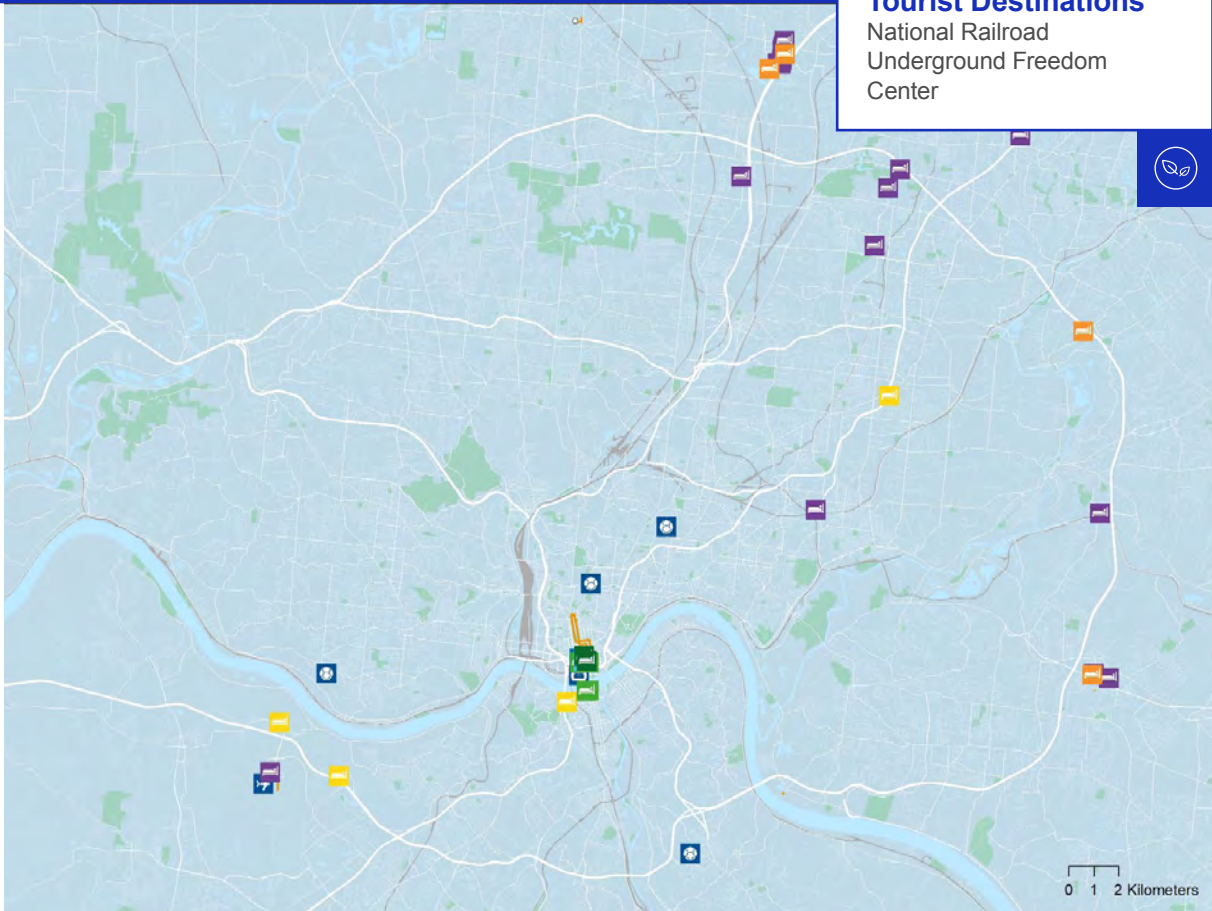 Tourist Destinations
National Railroad
Underground Freedom
Center
0 1 2 Kilometers